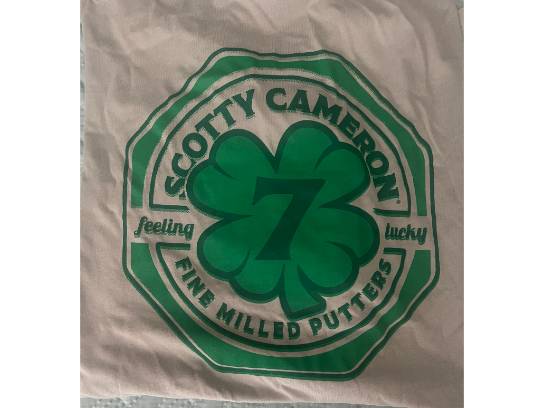 SCOTTY CAMERON
7
feeling lucky
FINE MILLED PUTTERS